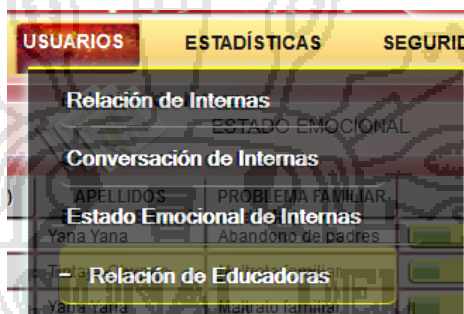 USUARIOS ESTADÍSTICAS SEGURID
Relación de Internas
ESTADO EMOCIONAL
Conversación de Internas
APELLIDOS PROBLEMA FAMILIAR
Estado Emocional de Internas
Yana Yana Abandono de padres
– Relación de Educadoras
Yana Yana Maltrato familiar